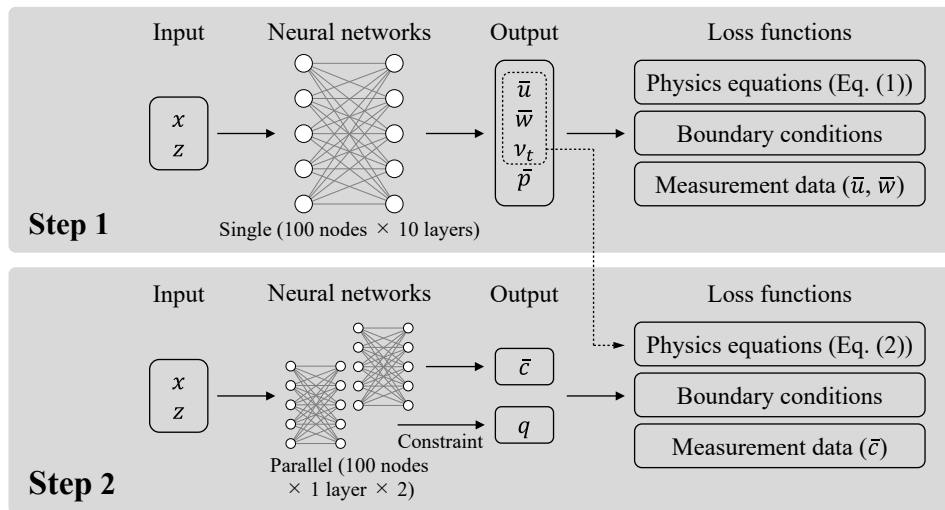 Input
Neural networks
Output
Loss functions
x
z
ū
w̄
νₜ
p̄
Physics equations (Eq. (1))
Boundary conditions
Measurement data (ū, w̄)
Step 1
Single (100 nodes × 10 layers)
Input
Neural networks
Output
Loss functions
x
z
c̄
q
Constraint
Physics equations (Eq. (2))
Boundary conditions
Measurement data (c̄)
Step 2
Parallel (100 nodes
× 1 layer × 2)